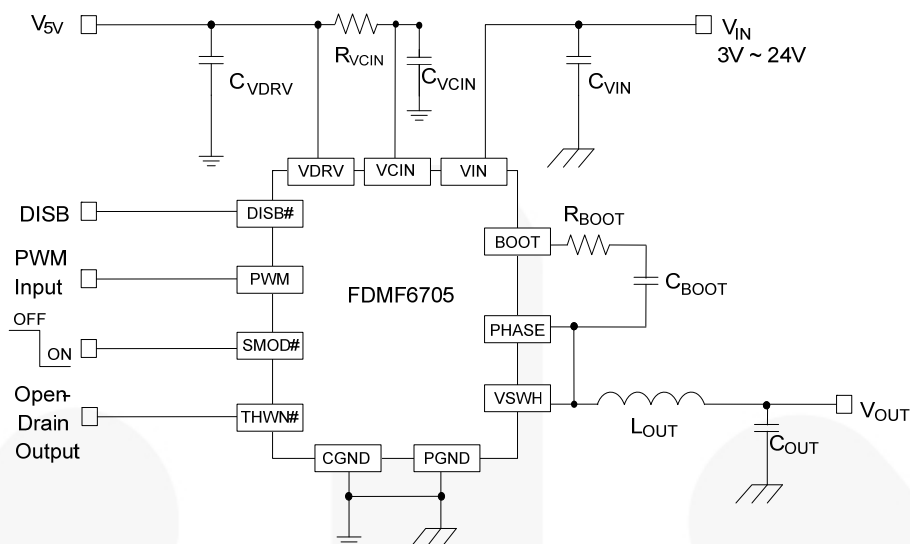 V5V
RVCIN
CVDRV
CVCIN
CVIN
VIN
3V ~ 24V
VDRV
VCIN
VIN
DISB
DISB#
BOOT
RBOOT
PWM
Input
PWM
FDMF6705
CBOOT
OFF
ON
SMOD#
PHASE
Open-
Drain
Output
THWN#
VSWH
LOUT
VOUT
COUT
CGND
PGND